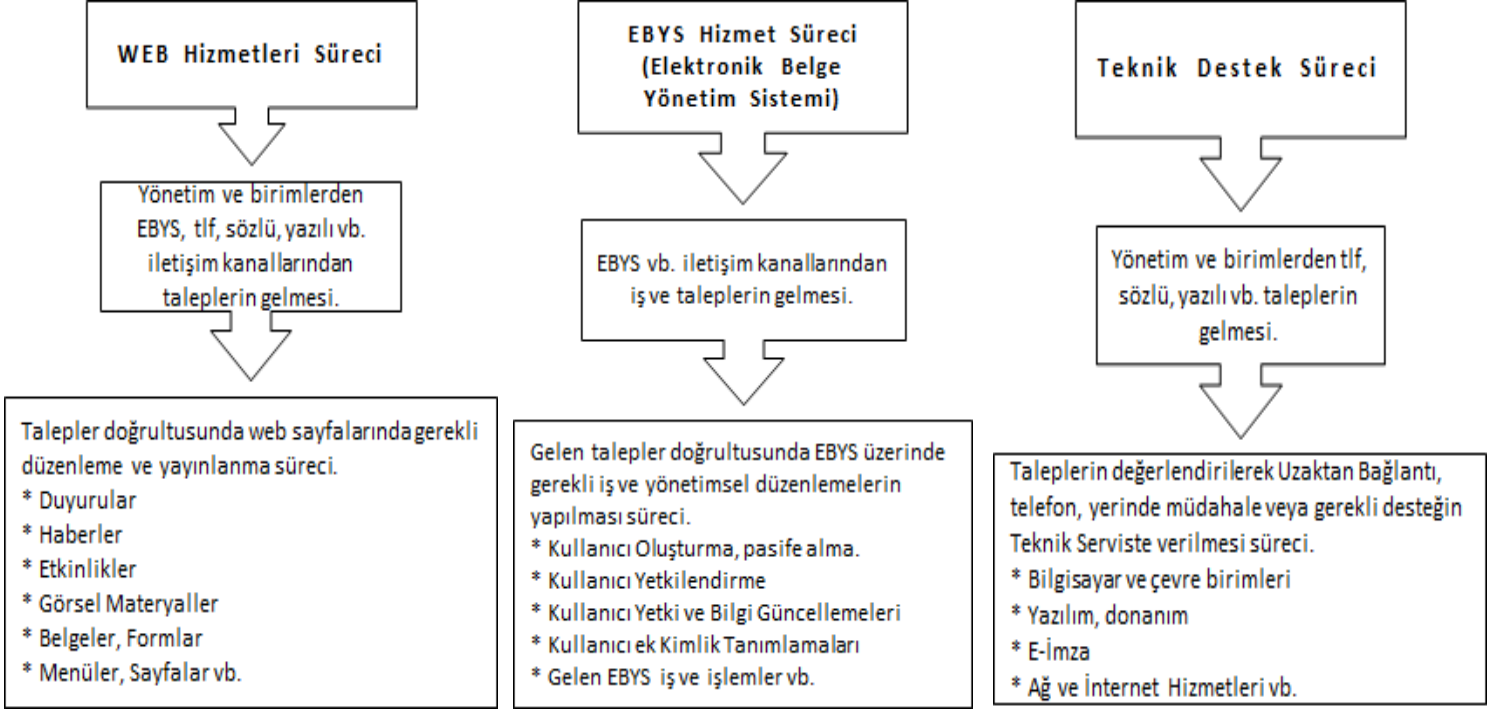 WEB Hizmetleri Süreci
Yönetim ve birimlerden
EBYS, tlf, sözlü, yazılı vb.
iletişim kanallarından
taleplerin gelmesi.
Talepler doğrultusunda web sayfalarında gerekli
düzenleme ve yayınlanma süreci.
* Duyurular
* Haberler
* Etkinlikler
* Görsel Materyaller
* Belgeler, Formlar
* Menüler, Sayfalar vb.
EBYS Hizmet Süreci
(Elektronik Belge
Yönetim Sistemi)
EBYS vb. iletişim kanallarından
iş ve taleplerin gelmesi.
Gelen talepler doğrultusunda EBYS üzerinde
gerekli iş ve yönetimsel düzenlemelerin
yapılması süreci.
* Kullanıcı Oluşturma, pasife alma.
* Kullanıcı Yetkilendirme
* Kullanıcı Yetki ve Bilgi Güncellemeleri
* Kullanıcı ek Kimlik Tanımlamaları
* Gelen EBYS iş ve işlemler vb.
Teknik Destek Süreci
Yönetim ve birimlerden tlf,
sözlü, yazılı vb. taleplerin
gelmesi.
Taleplerin değerlendirilerek Uzaktan Bağlantı,
telefon, yerinde müdahale veya gerekli desteğin
Teknik Serviste verilmesi süreci.
* Bilgisayar ve çevre birimleri
* Yazılım, donanım
* E-İmza
* Ağ ve İnternet Hizmetleri vb.